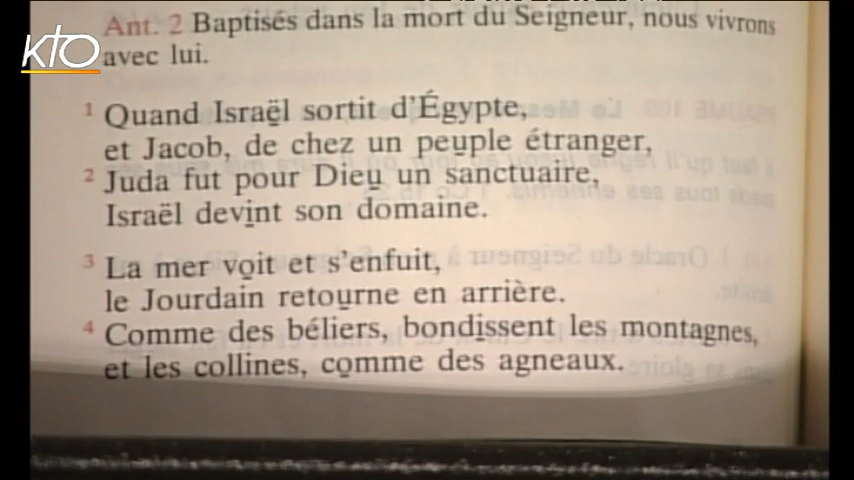 Ant. 2 Baptisés dans la mort du Seigneur, nous vivrons
avec lui.
KTO
1 Quand Israël sortit d'Égypte,
et Jacob, de chez un peuple étranger,
2 Juda fut pour Dieu un sanctuaire,
Israël devint son domaine.
3 La mer voit et s'enfuit,
le Jourdain retourne en arrière.
4 Comme des béliers, bondissent les montagnes,
et les collines, comme des agneaux.